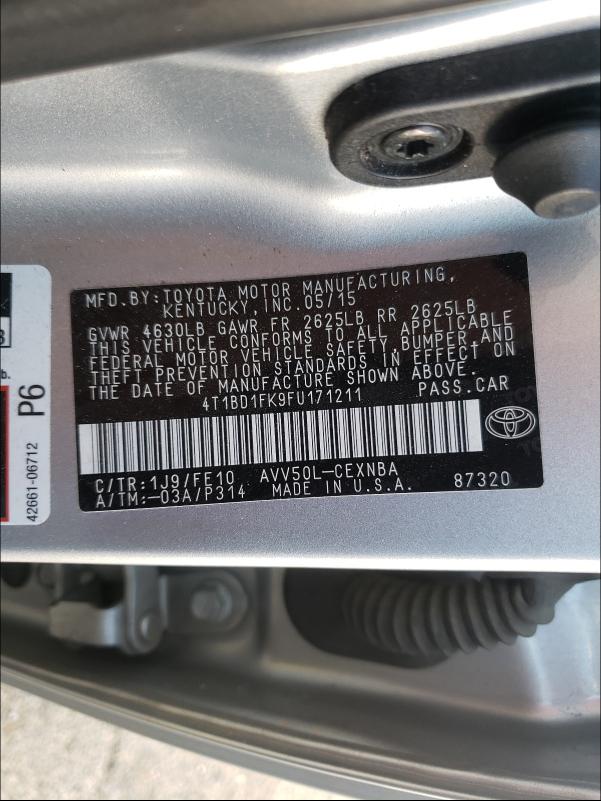 MFD.BY:TOYOTA MOTOR MANUFACTURING,
KENTUCKY, INC.05/15
GVWR 4630LB GAWR FR 2625LB RR 2625LB
THIS VEHICLE CONFORMS TO ALL APPLICABLE
FEDERAL MOTOR VEHICLE SAFETY, BUMPER, AND
THEFT PREVENTION STANDARDS IN EFFECT ON
THE DATE OF MANUFACTURE SHOWN ABOVE.
4T1BD1FK9FU171211 PASS.CAR
C/TR:1J9/FE10 AVV50L-CEXNBA
A/TM:-03A/P314 MADE IN U.S.A. 87320
P6
42661-06712